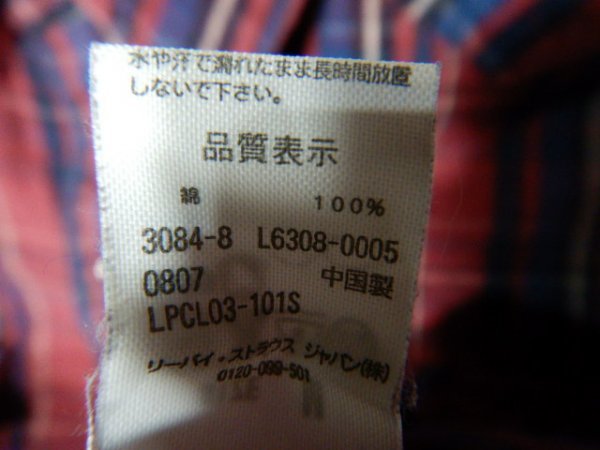 水や汗で濡れたまま長時間放置
しないで下さい。
品質表示
綿 100%
3084-8 L6308-0005
0807 中国製
LPCL03-101S
リーバイ・ストラウス ジャパン(株)
0120-099-501